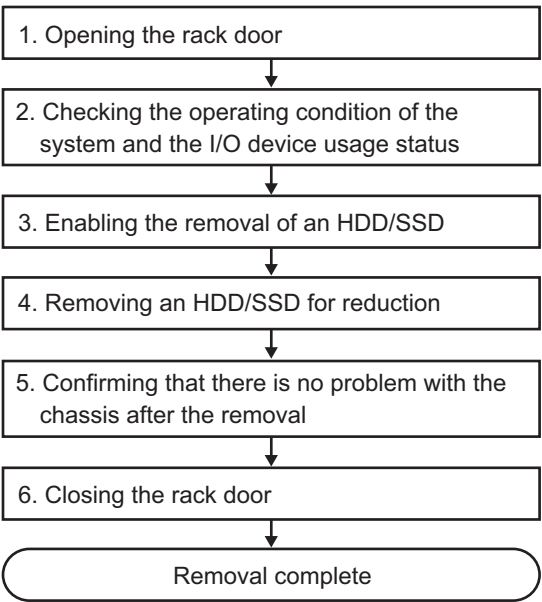 1. Opening the rack door
2. Checking the operating condition of the
system and the I/O device usage status
3. Enabling the removal of an HDD/SSD
4. Removing an HDD/SSD for reduction
5. Confirming that there is no problem with the
chassis after the removal
6. Closing the rack door
Removal complete